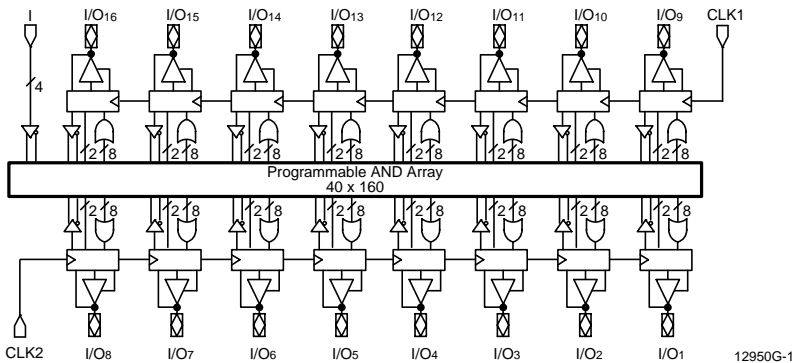 I I/O16 I/O15 I/O14 I/O13 I/O12 I/O11 I/O10 I/O9 CLK1
4
2 8 2 8 2 8 2 8 2 8 2 8 2 8 2 8
Programmable AND Array
40 x 160
2 8 2 8 2 8 2 8 2 8 2 8 2 8 2 8
CLK2 I/O8 I/O7 I/O6 I/O5 I/O4 I/O3 I/O2 I/O1 12950G-1